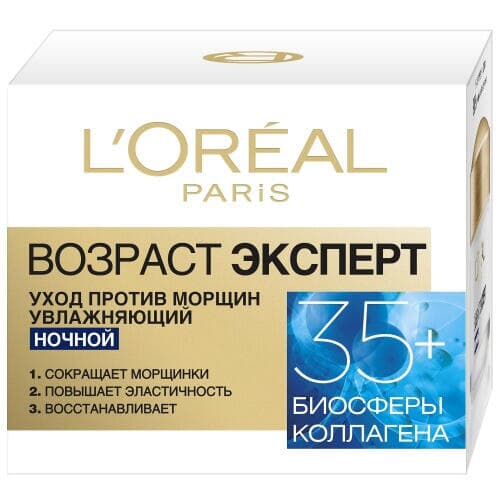 L'ORÉAL
PARIS
ВОЗРАСТ ЭКСПЕРТ
УХОД ПРОТИВ МОРЩИН
УВЛАЖНЯЮЩИЙ
НОЧНОЙ
1. СОКРАЩАЕТ МОРЩИНКИ
2. ПОВЫШАЕТ ЭЛАСТИЧНОСТЬ
3. ВОССТАНАВЛИВАЕТ
35+
БИОСФЕРЫ
КОЛЛАГЕНА